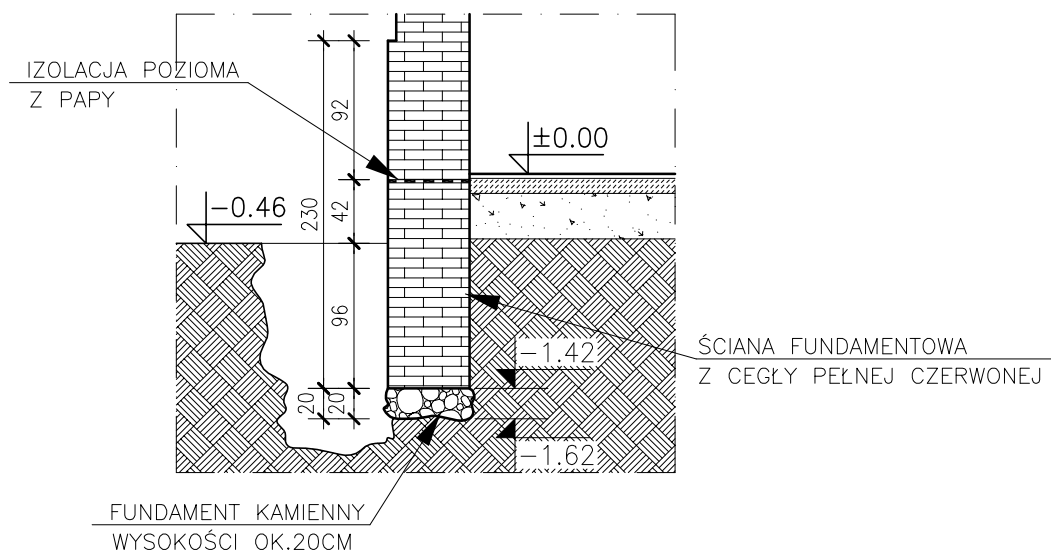 IZOLACJA POZIOMA
Z PAPY
92
±0.00
-0.46
230
42
96
ŚCIANA FUNDAMENTOWA
Z CEGŁY PEŁNEJ CZERWONEJ
-1.42
20
20
-1.62
FUNDAMENT KAMIENNY
WYSOKOŚCI OK.20CM